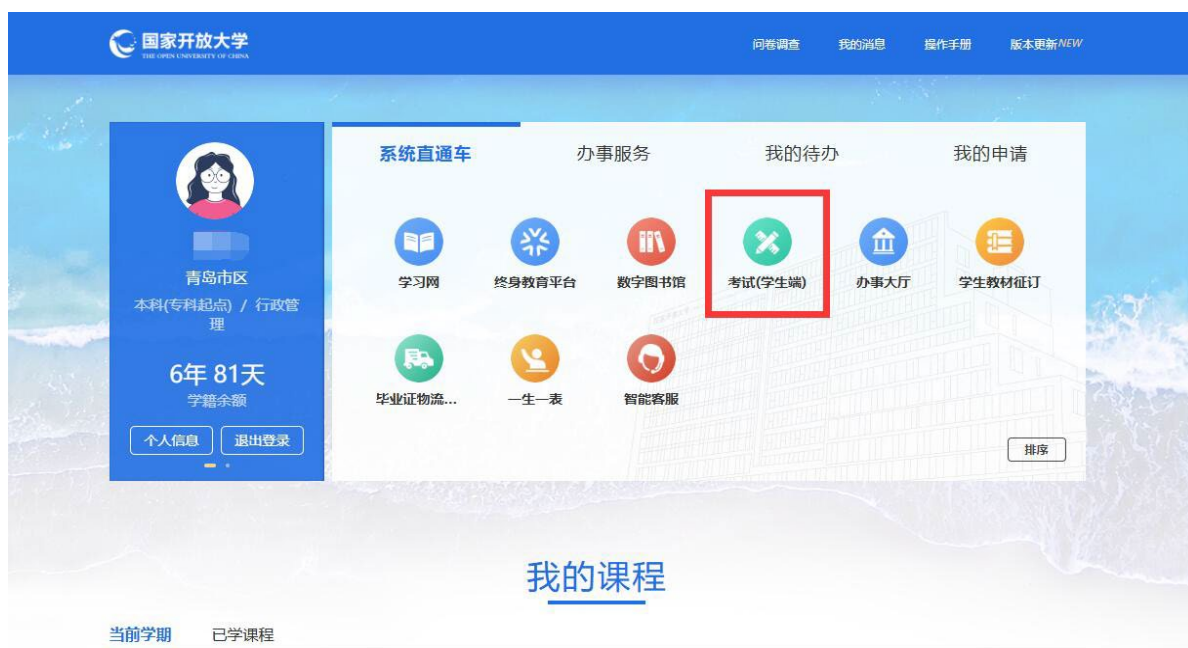 国家开放大学
THE OPEN UNIVERSITY OF CHINA
问卷调查 我的消息 操作手册 版本更新NEW
系统直通车 办事服务 我的待办 我的申请
青岛市区
本科(专科起点) / 行政管
理
6年 81天
学籍余额
个人信息 退出登录
学习网 终身教育平台 数字图书馆 考试(学生端) 办事大厅 学生教材征订
毕业证物流... 一生一表 智能客服
排序
我的课程
当前学期 已学课程